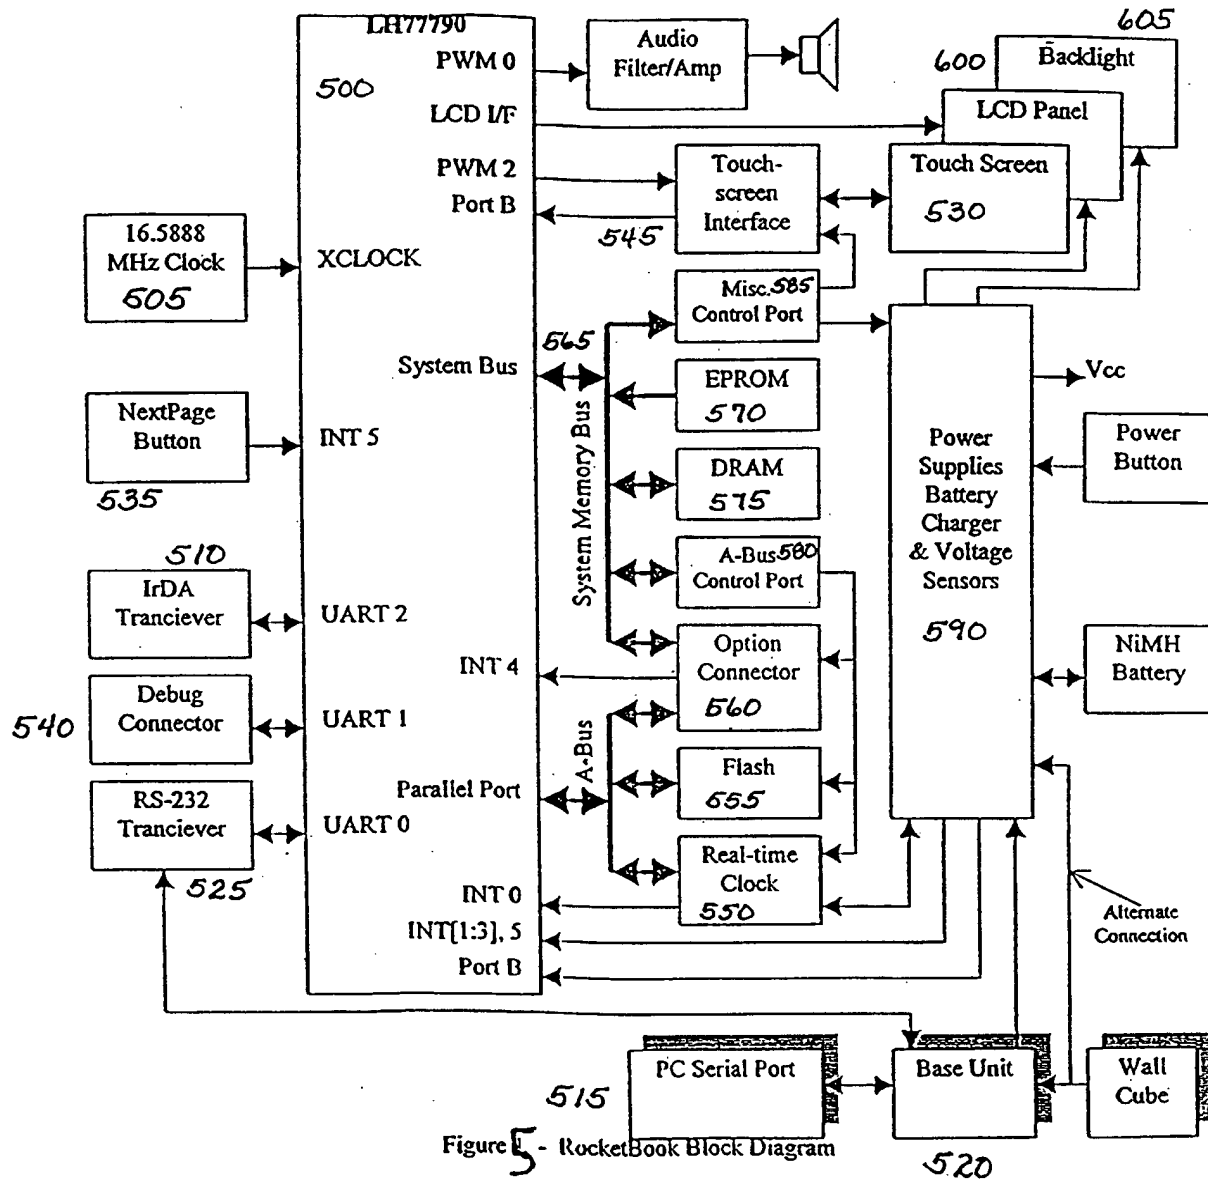 605
LH77790
Audio
Filter/Amp
PWM 0
500
600
Backlight
LCD I/F
LCD Panel
PWM 2
Touch-
screen
Interface
Touch Screen
530
Port B
545
16.5888
MHz Clock
505
XCLOCK
Misc. 585
Control Port
565
System Bus
EPROM
570
Vcc
NextPage
Button
535
INT 5
System Memory Bus
DRAM
575
Power
Supplies
Battery
Charger
& Voltage
Sensors
590
Power
Button
510
IrDA
Tranciever
UART 2
A-Bus 580
Control Port
INT 4
Option
Connector
560
NiMH
Battery
540
Debug
Connector
UART 1
A-Bus
Parallel Port
Flash
555
RS-232
Tranciever
525
UART 0
Real-time
Clock
550
INT 0
INT[1:3], 5
Port B
Alternate
Connection
515
PC Serial Port
Base Unit
520
Wall
Cube
Figure 5 - RocketBook Block Diagram